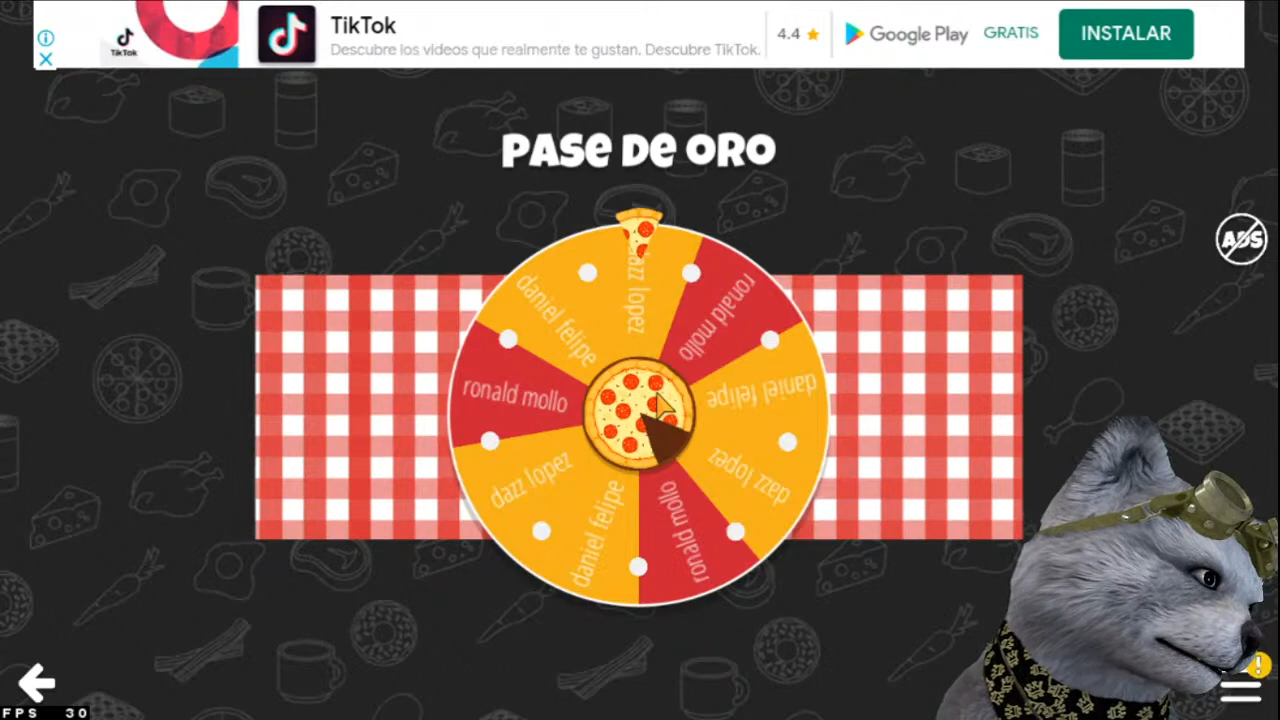 TikTok
TikTok
Descubre los videos que realmente te gustan. Descubre TikTok.
4.4
Google Play
GRATIS
INSTALAR
PASE DE ORO
ADS
dazz lopez
ronald mollo
daniel felipe
dazz lopez
ronald mollo
daniel felipe
dazz lopez
ronald mollo
daniel felipe
FPS 30